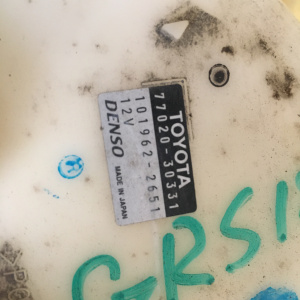 TOYOTA
77020-30331
101962-2651
12V
DENSO MADE IN JAPAN
GRS1